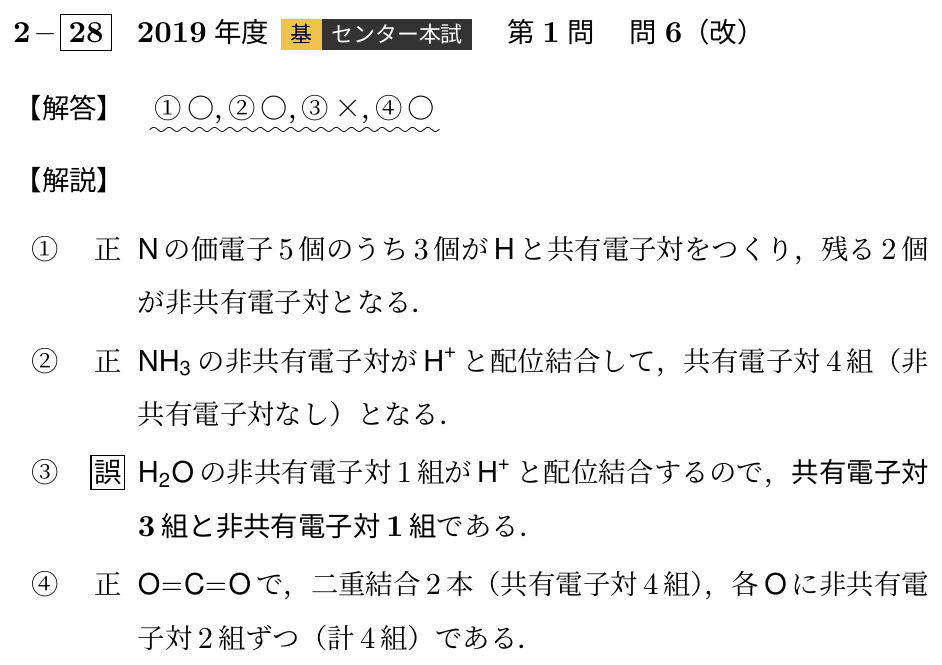 2－28 2019 年度 基 センター本試 第 1 問 問 6（改）
【解答】 ① ○, ② ○, ③ ×, ④ ○
【解説】
① 正 Nの価電子5個のうち3個がHと共有電子対をつくり，残る2個
が非共有電子対となる．
② 正 NH₃の非共有電子対がH⁺と配位結合して，共有電子対4組（非
共有電子対なし）となる．
③ 誤 H₂Oの非共有電子対1組がH⁺と配位結合するので，共有電子対
3組と非共有電子対1組である．
④ 正 O=C=Oで，二重結合2本（共有電子対4組），各Oに非共有電
子対2組ずつ（計4組）である．